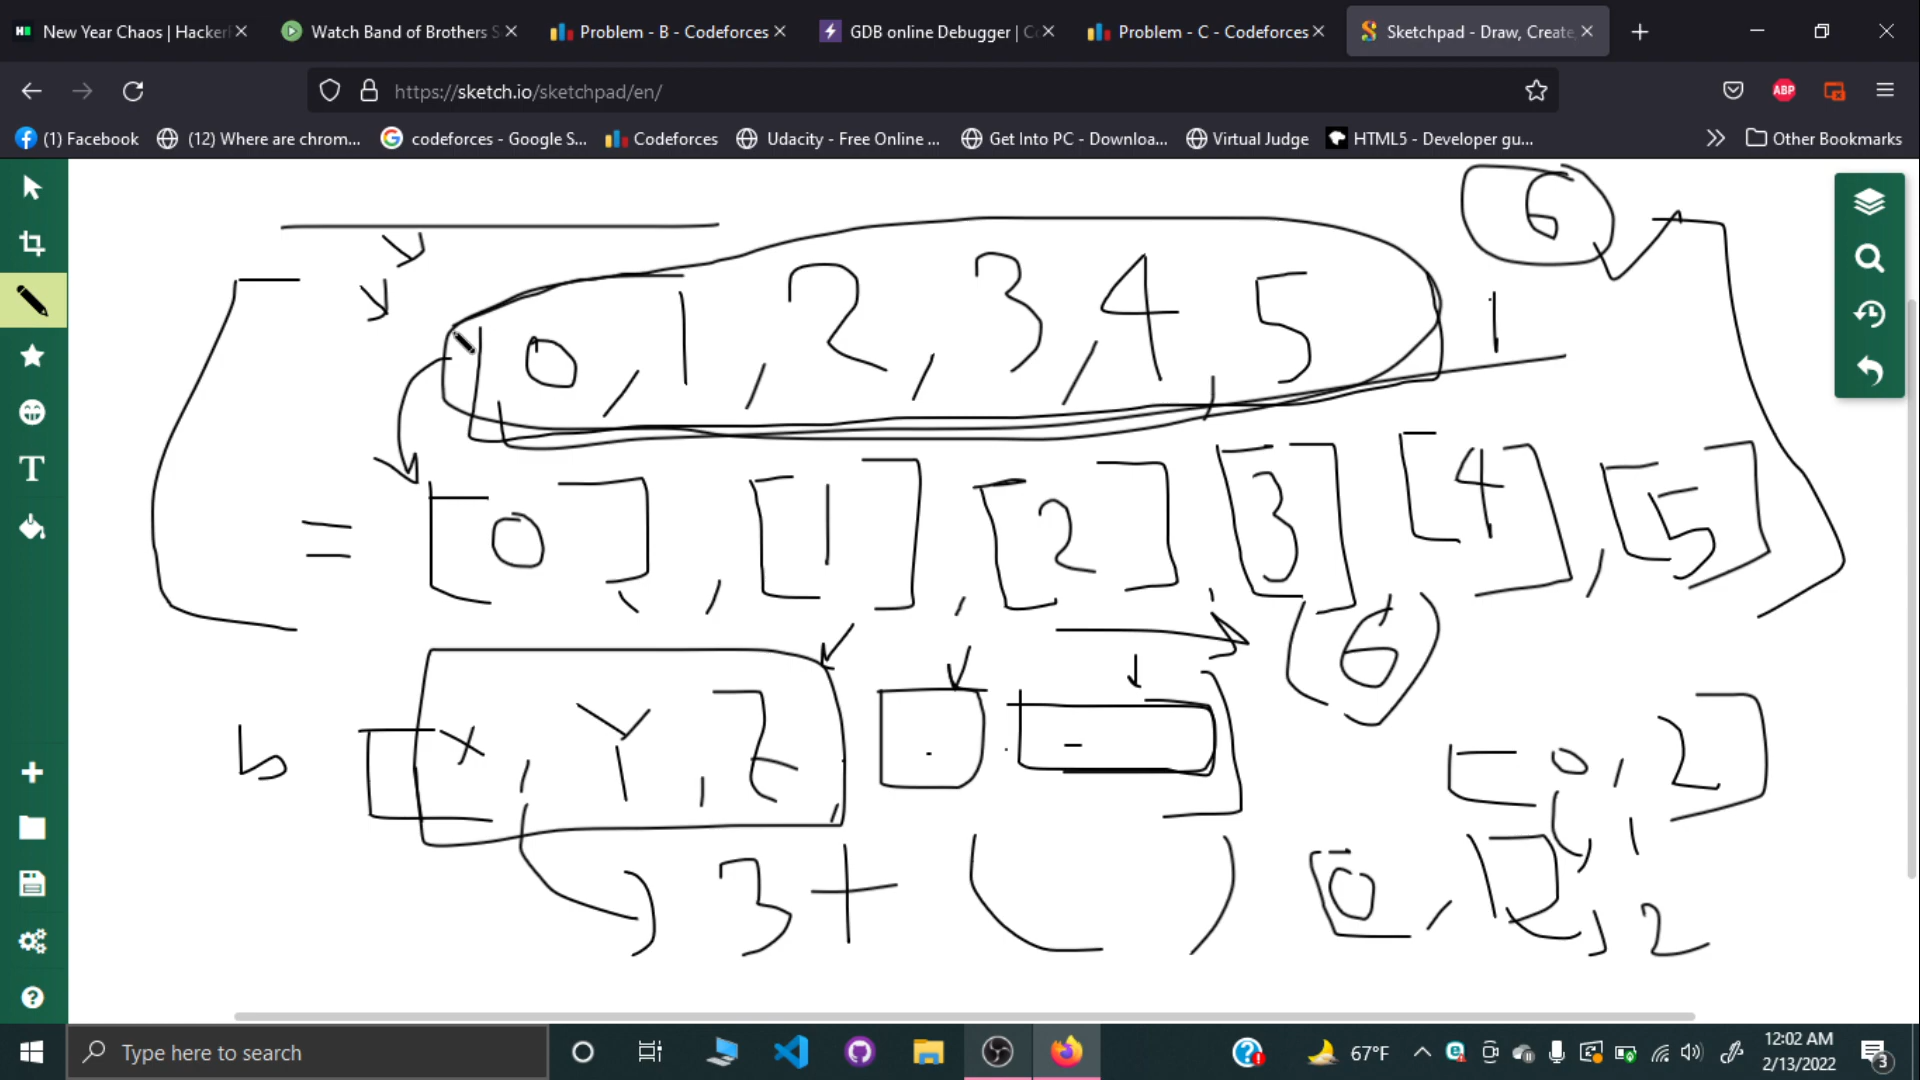 New Year Chaos | Hacker
Watch Band of Brothers S
Problem - B - Codeforces
GDB online Debugger | C
Problem - C - Codeforces
Sketchpad - Draw, Create,
https://sketch.io/sketchpad/en/
(1) Facebook
(12) Where are chrom...
codeforces - Google S...
Codeforces
Udacity - Free Online ...
Get Into PC - Downloa...
Virtual Judge
HTML5 - Developer gu...
Other Bookmarks
ABP
6
0, 1, 2, 3, 4, 5 1
= [0], [1], [2], [3] [4], [5]
(6)
b [x, Y, Z, . - ]
[0, 2]
, 1
3 + ( ) 0,
, 2
Type here to search
67°F
12:02 AM
2/13/2022
3